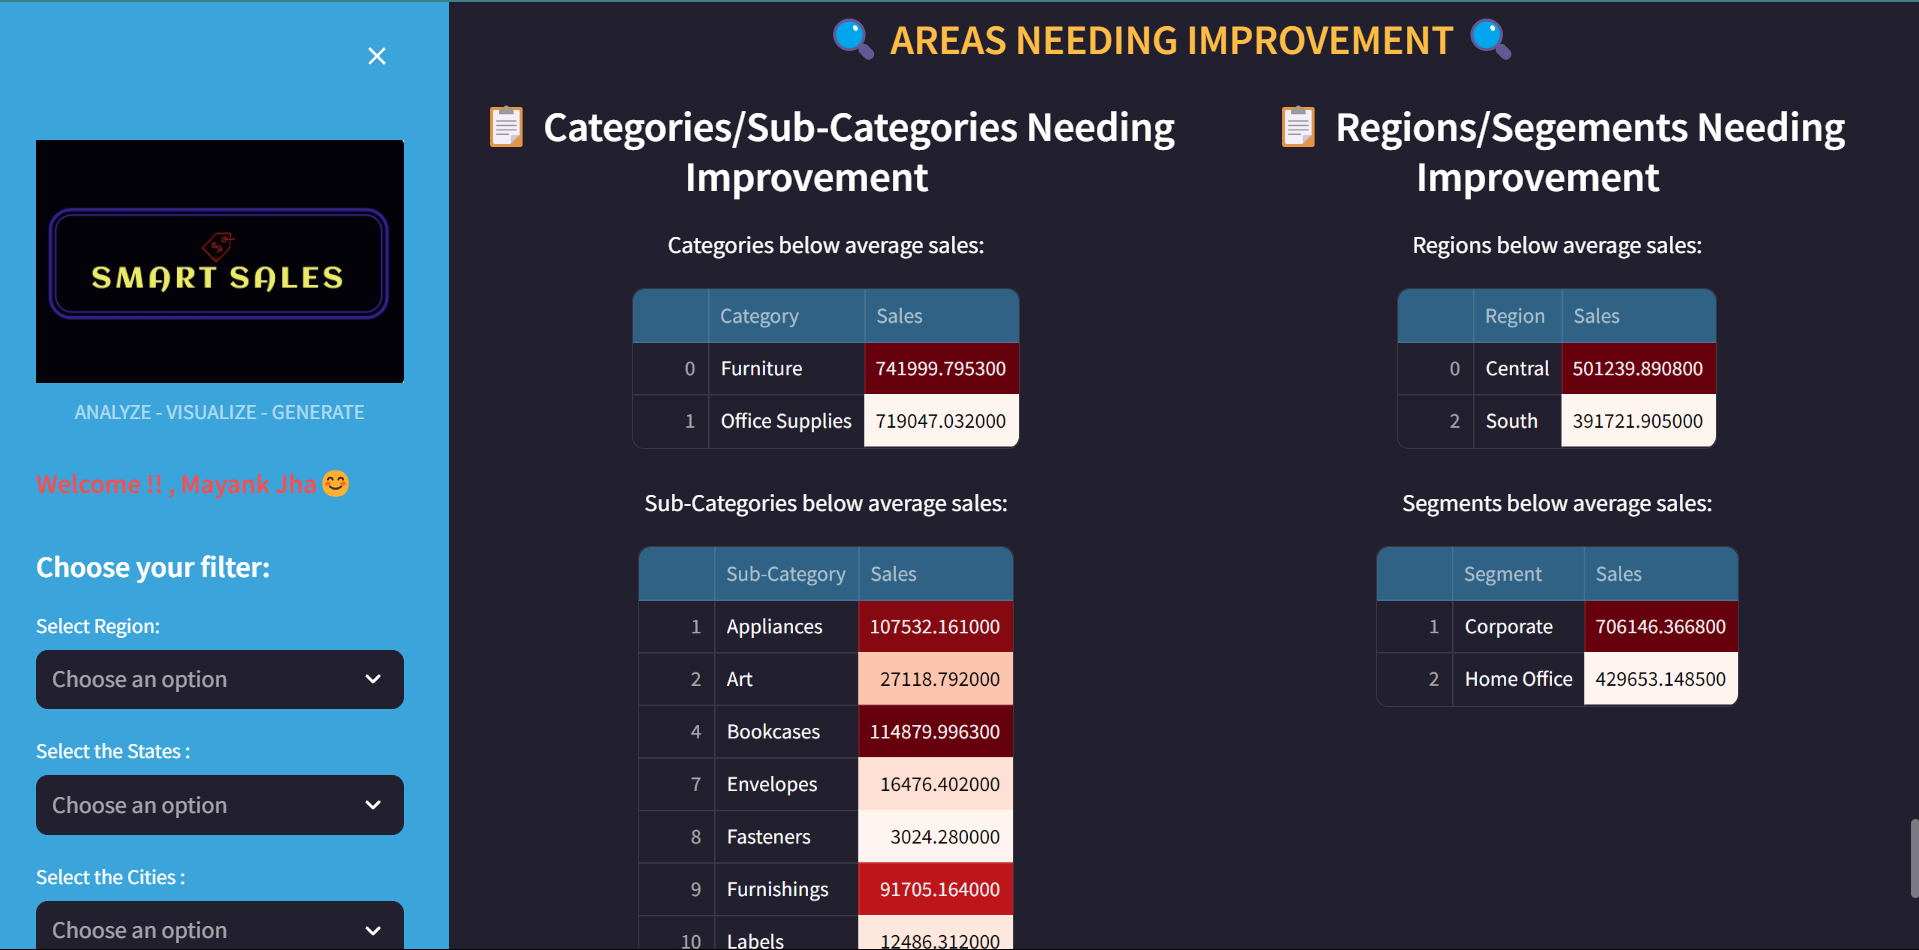 SMART SALES
ANALYZE - VISUALIZE - GENERATE
Welcome !! , Mayank Jha 😊
Choose your filter:
Select Region:
Choose an option
Select the States :
Choose an option
Select the Cities :
Choose an option
🔍 AREAS NEEDING IMPROVEMENT 🔍
📋 Categories/Sub-Categories Needing
Improvement
Categories below average sales:
Category Sales
0 Furniture 741999.795300
1 Office Supplies 719047.032000
Sub-Categories below average sales:
Sub-Category Sales
1 Appliances 107532.161000
2 Art 27118.792000
4 Bookcases 114879.996300
7 Envelopes 16476.402000
8 Fasteners 3024.280000
9 Furnishings 91705.164000
10 Labels 12486.312000
📋 Regions/Segements Needing
Improvement
Regions below average sales:
Region Sales
0 Central 501239.890800
2 South 391721.905000
Segments below average sales:
Segment Sales
1 Corporate 706146.366800
2 Home Office 429653.148500